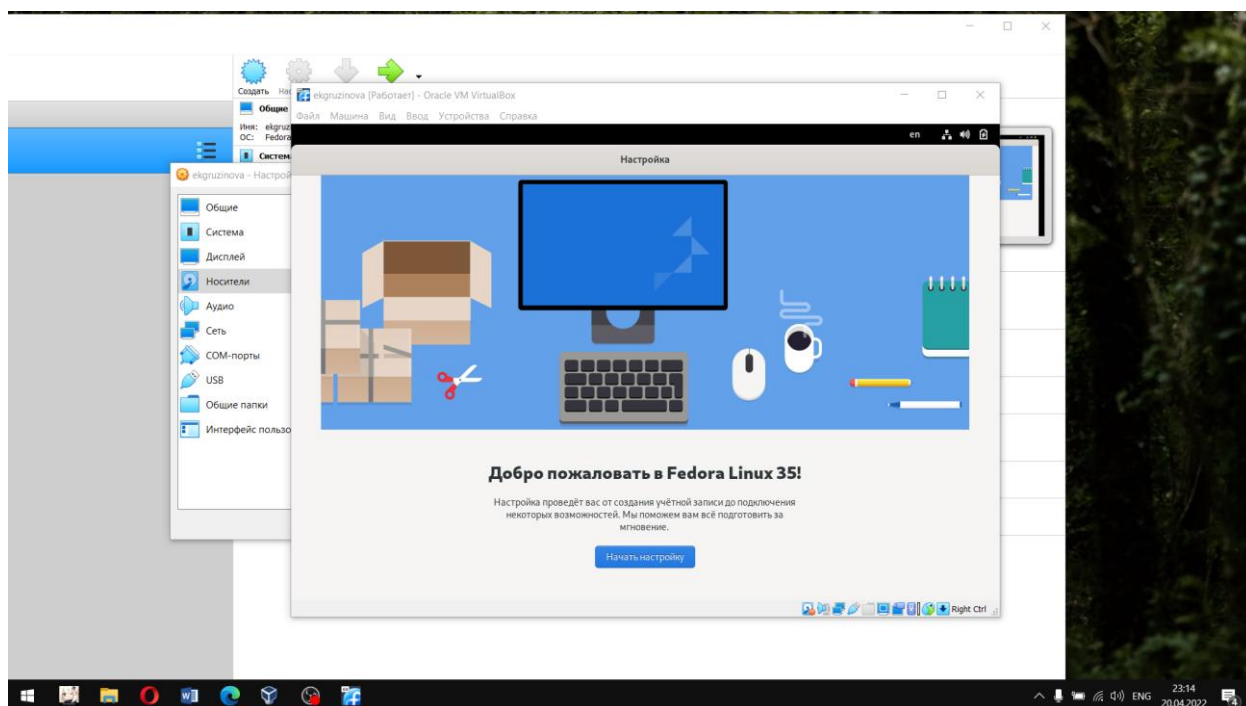 Создать
ekgruzinova [Работает] - Oracle VM VirtualBox
Файл Машина Вид Ввод Устройства Справка
Общие
Имя: ekgruz
ОС: Fedora
Систем
en
Настройка
ekgruzinova - Настрой
Общие
Система
Дисплей
Носители
Аудио
Сеть
COM-порты
USB
Общие папки
Интерфейс пользо
Добро пожаловать в Fedora Linux 35!
Настройка проведёт вас от создания учётной записи до подключения
некоторых возможностей. Мы поможем вам всё подготовить за
мгновение.
Начать настройку
Right Ctrl
ENG
23:14
20.04.2022
4